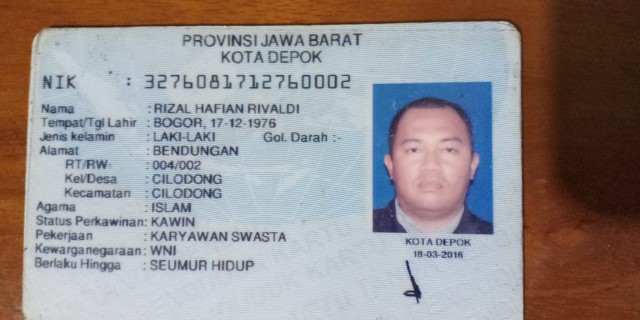 PROVINSI JAWA BARAT
KOTA DEPOK
NIK : 3276081712760002
Nama : RIZAL HAFIAN RIVALDI
Tempat/Tgl Lahir : BOGOR, 17-12-1976
Jenis kelamin : LAKI-LAKI Gol. Darah :-
Alamat : BENDUNGAN
RT/RW : 004/002
Kel/Desa : CILODONG
Kecamatan : CILODONG
Agama : ISLAM
Status Perkawinan: KAWIN
Pekerjaan : KARYAWAN SWASTA
Kewarganegaraan: WNI
Berlaku Hingga : SEUMUR HIDUP
KOTA DEPOK
18-03-2016